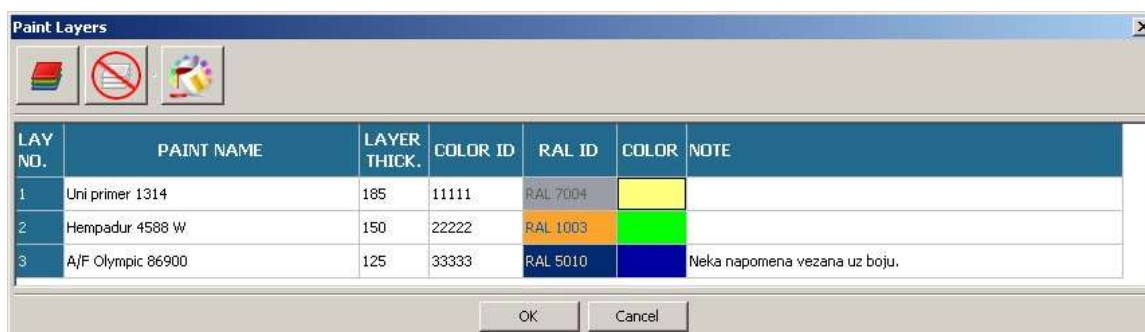 Paint Layers
LAY NO. PAINT NAME LAYER THICK. COLOR ID RAL ID COLOR NOTE
1 Uni primer 1314 185 11111 RAL 7004
2 Hempadur 4588 W 150 22222 RAL 1003
3 A/F Olympic 86900 125 33333 RAL 5010 Neka napomena vezana uz boju.
OK Cancel